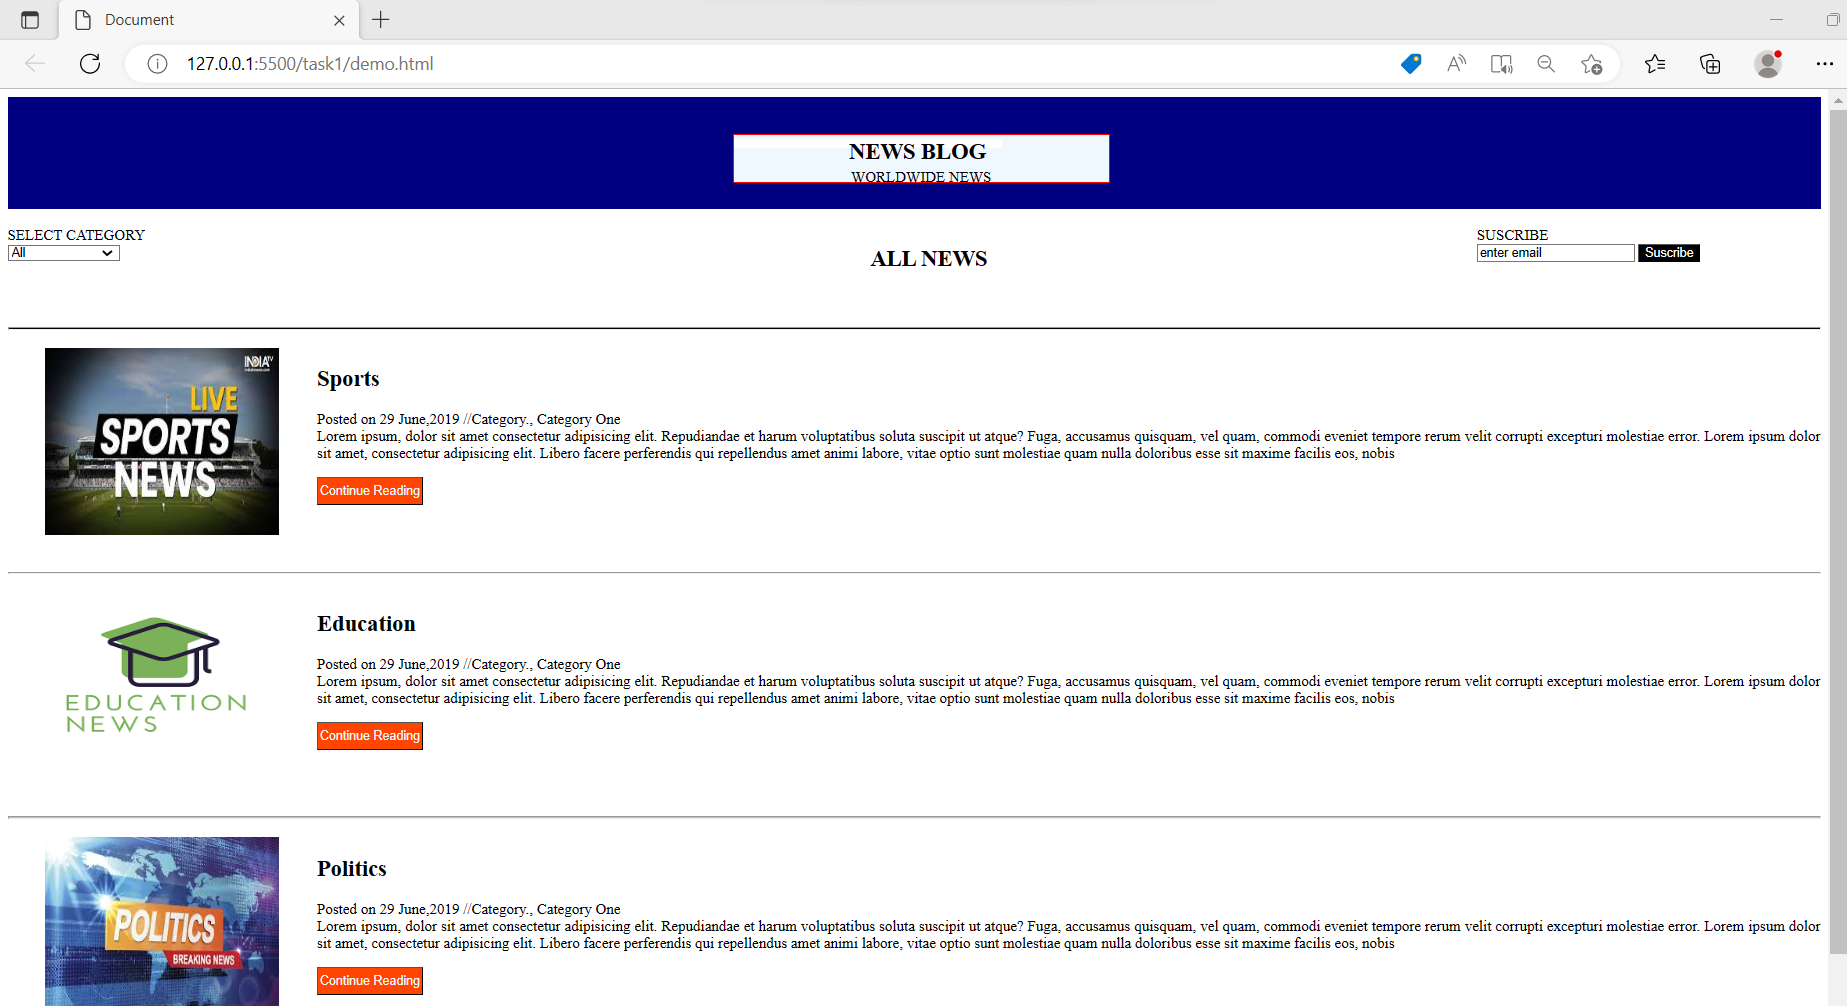 Document
127.0.0.1:5500/task1/demo.html
NEWS BLOG
WORLDWIDE NEWS
SELECT CATEGORY
All
ALL NEWS
SUSCRIBE
enter email Suscribe
INDIA TV
LIVE
SPORTS
NEWS
Sports
Posted on 29 June,2019 //Category., Category One
Lorem ipsum, dolor sit amet consectetur adipisicing elit. Repudiandae et harum voluptatibus soluta suscipit ut atque? Fuga, accusamus quisquam, vel quam, commodi eveniet tempore rerum velit corrupti excepturi molestiae error. Lorem ipsum dolor
sit amet, consectetur adipisicing elit. Libero facere perferendis qui repellendus amet animi labore, vitae optio sunt molestiae quam nulla doloribus esse sit maxime facilis eos, nobis
Continue Reading
EDUCATION
NEWS
Education
Posted on 29 June,2019 //Category., Category One
Lorem ipsum, dolor sit amet consectetur adipisicing elit. Repudiandae et harum voluptatibus soluta suscipit ut atque? Fuga, accusamus quisquam, vel quam, commodi eveniet tempore rerum velit corrupti excepturi molestiae error. Lorem ipsum dolor
sit amet, consectetur adipisicing elit. Libero facere perferendis qui repellendus amet animi labore, vitae optio sunt molestiae quam nulla doloribus esse sit maxime facilis eos, nobis
Continue Reading
POLITICS
BREAKING NEWS
Politics
Posted on 29 June,2019 //Category., Category One
Lorem ipsum, dolor sit amet consectetur adipisicing elit. Repudiandae et harum voluptatibus soluta suscipit ut atque? Fuga, accusamus quisquam, vel quam, commodi eveniet tempore rerum velit corrupti excepturi molestiae error. Lorem ipsum dolor
sit amet, consectetur adipisicing elit. Libero facere perferendis qui repellendus amet animi labore, vitae optio sunt molestiae quam nulla doloribus esse sit maxime facilis eos, nobis
Continue Reading